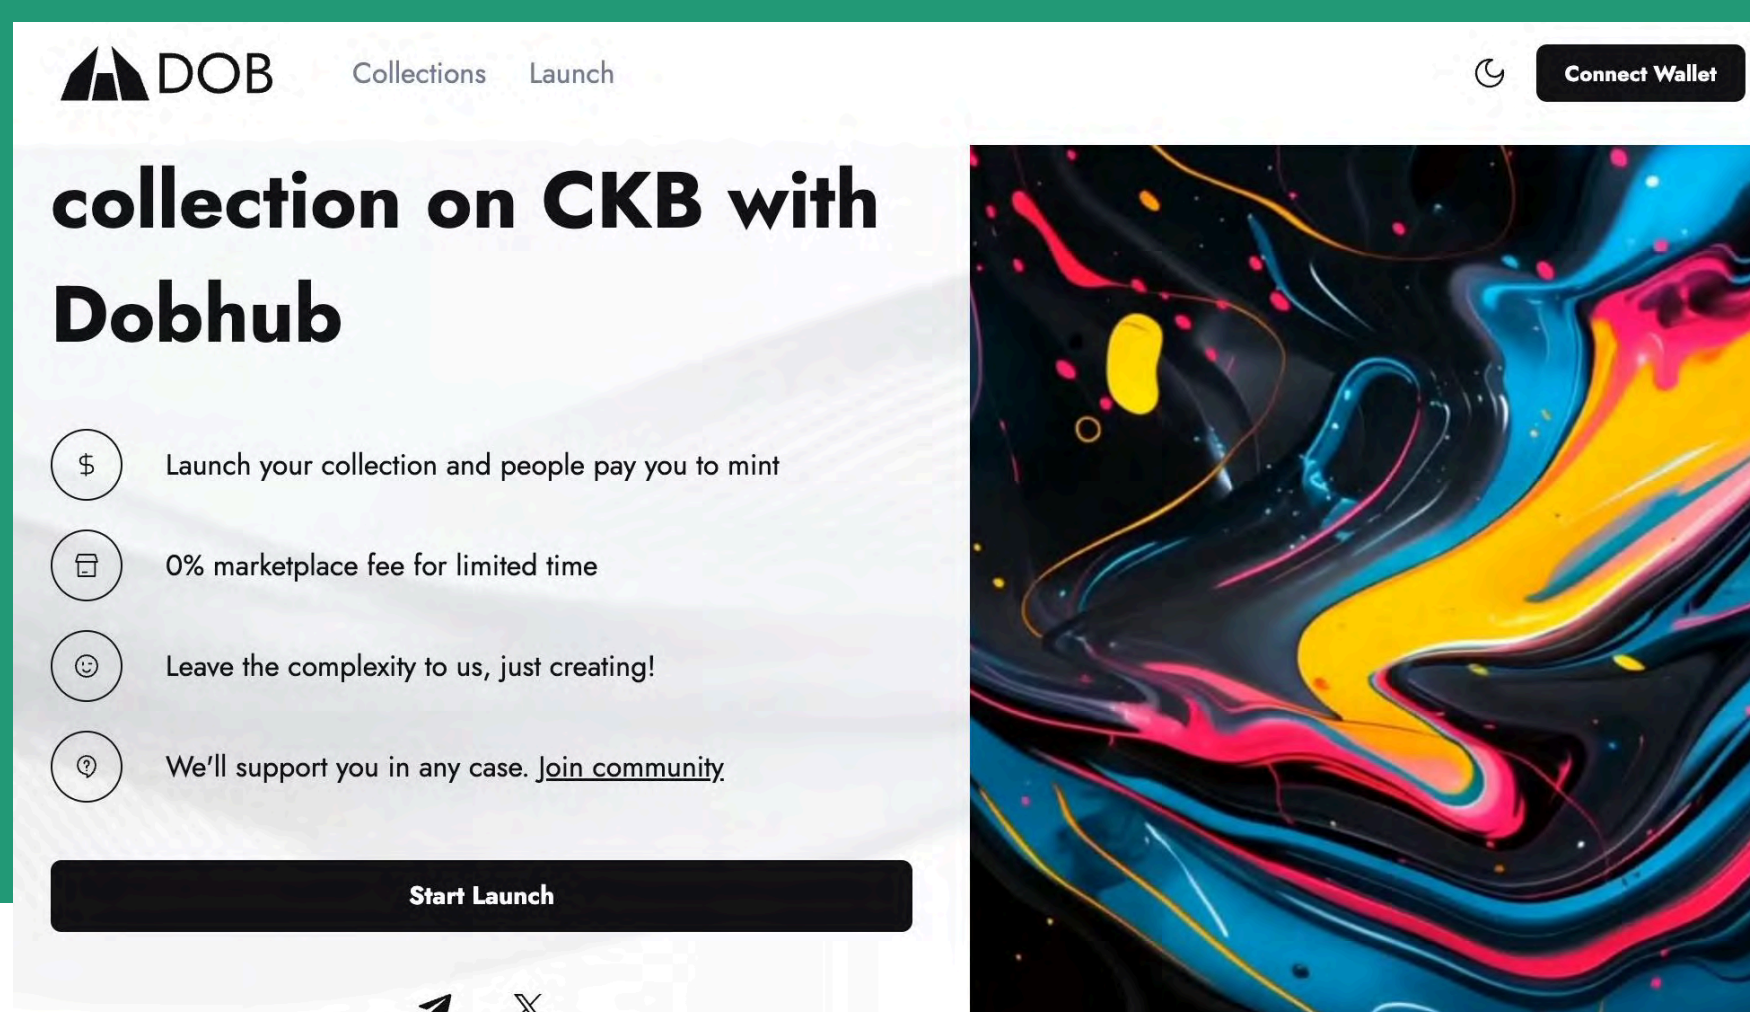 DOB
Collections
Launch
Connect Wallet
collection on CKB with
Dobhub
$
Launch your collection and people pay you to mint
0% marketplace fee for limited time
Leave the complexity to us, just creating!
?
We'll support you in any case. Join community
Start Launch